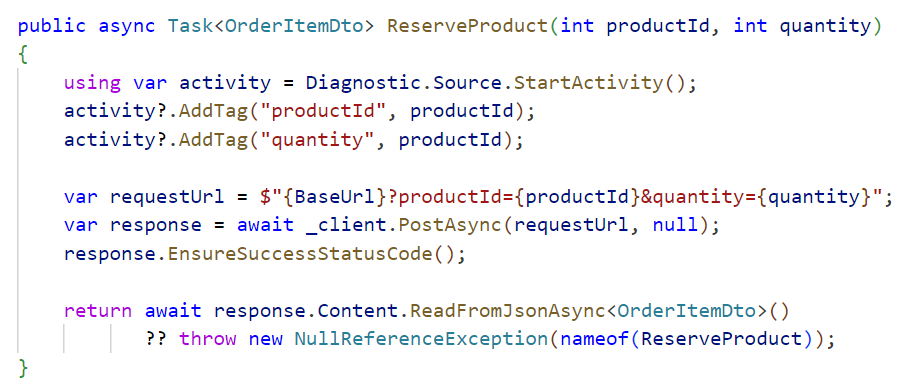 public async Task<OrderItemDto> ReserveProduct(int productId, int quantity)
{
using var activity = Diagnostic.Source.StartActivity();
activity?.AddTag("productId", productId);
activity?.AddTag("quantity", productId);
var requestUrl = $"{BaseUrl}?productId={productId}&quantity={quantity}";
var response = await _client.PostAsync(requestUrl, null);
response.EnsureSuccessStatusCode();
return await response.Content.ReadFromJsonAsync<OrderItemDto>()
?? throw new NullReferenceException(nameof(ReserveProduct));
}